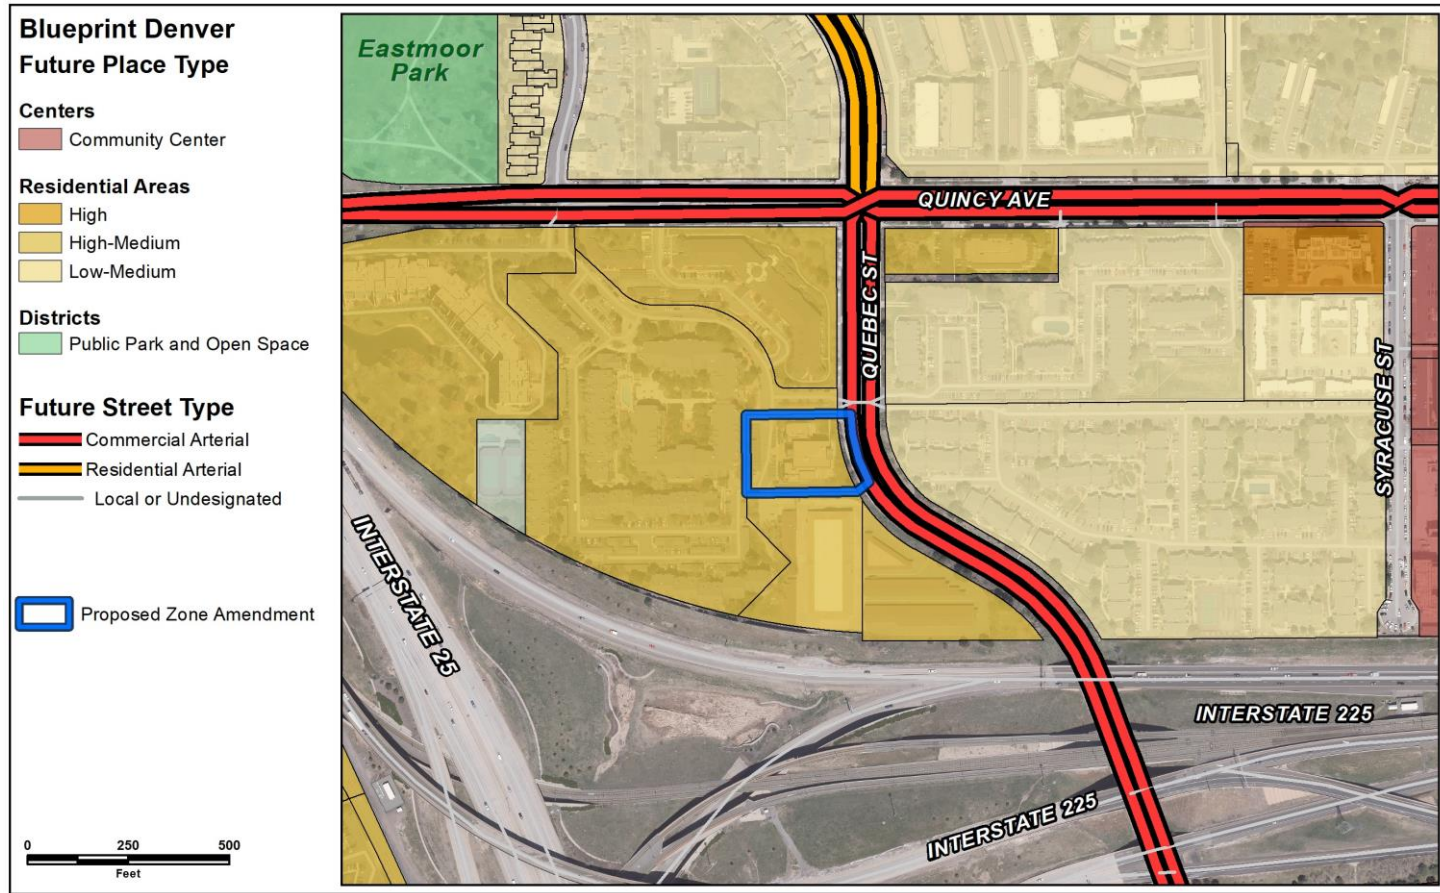 Blueprint Denver
Future Place Type
Centers
Community Center
Residential Areas
High
High-Medium
Low-Medium
Districts
Public Park and Open Space
Future Street Type
Commercial Arterial
Residential Arterial
Local or Undesignated
Proposed Zone Amendment
0 250 500
Feet
Eastmoor
Park
QUINCY AVE
QUEBEC ST
SYRACUSE ST
INTERSTATE 25
INTERSTATE 225
INTERSTATE 225